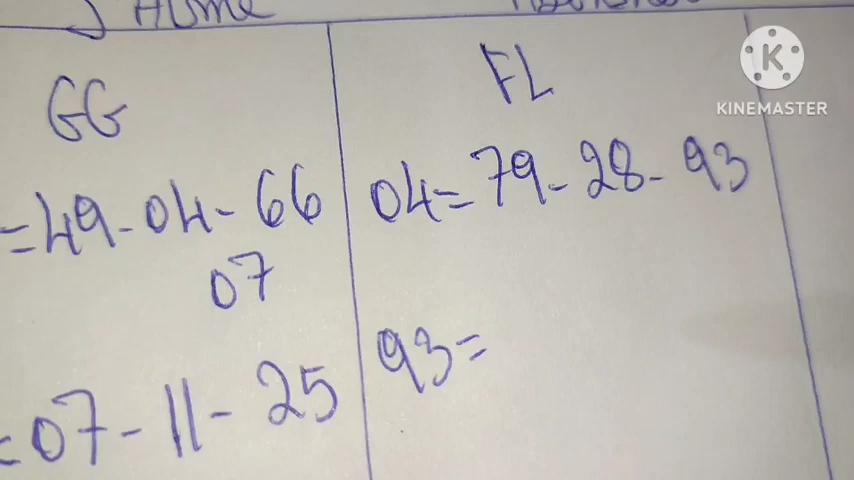 GG
FL
=49-04-66
04=79-28-93
07
93=
=07-11-25
KINEMASTER